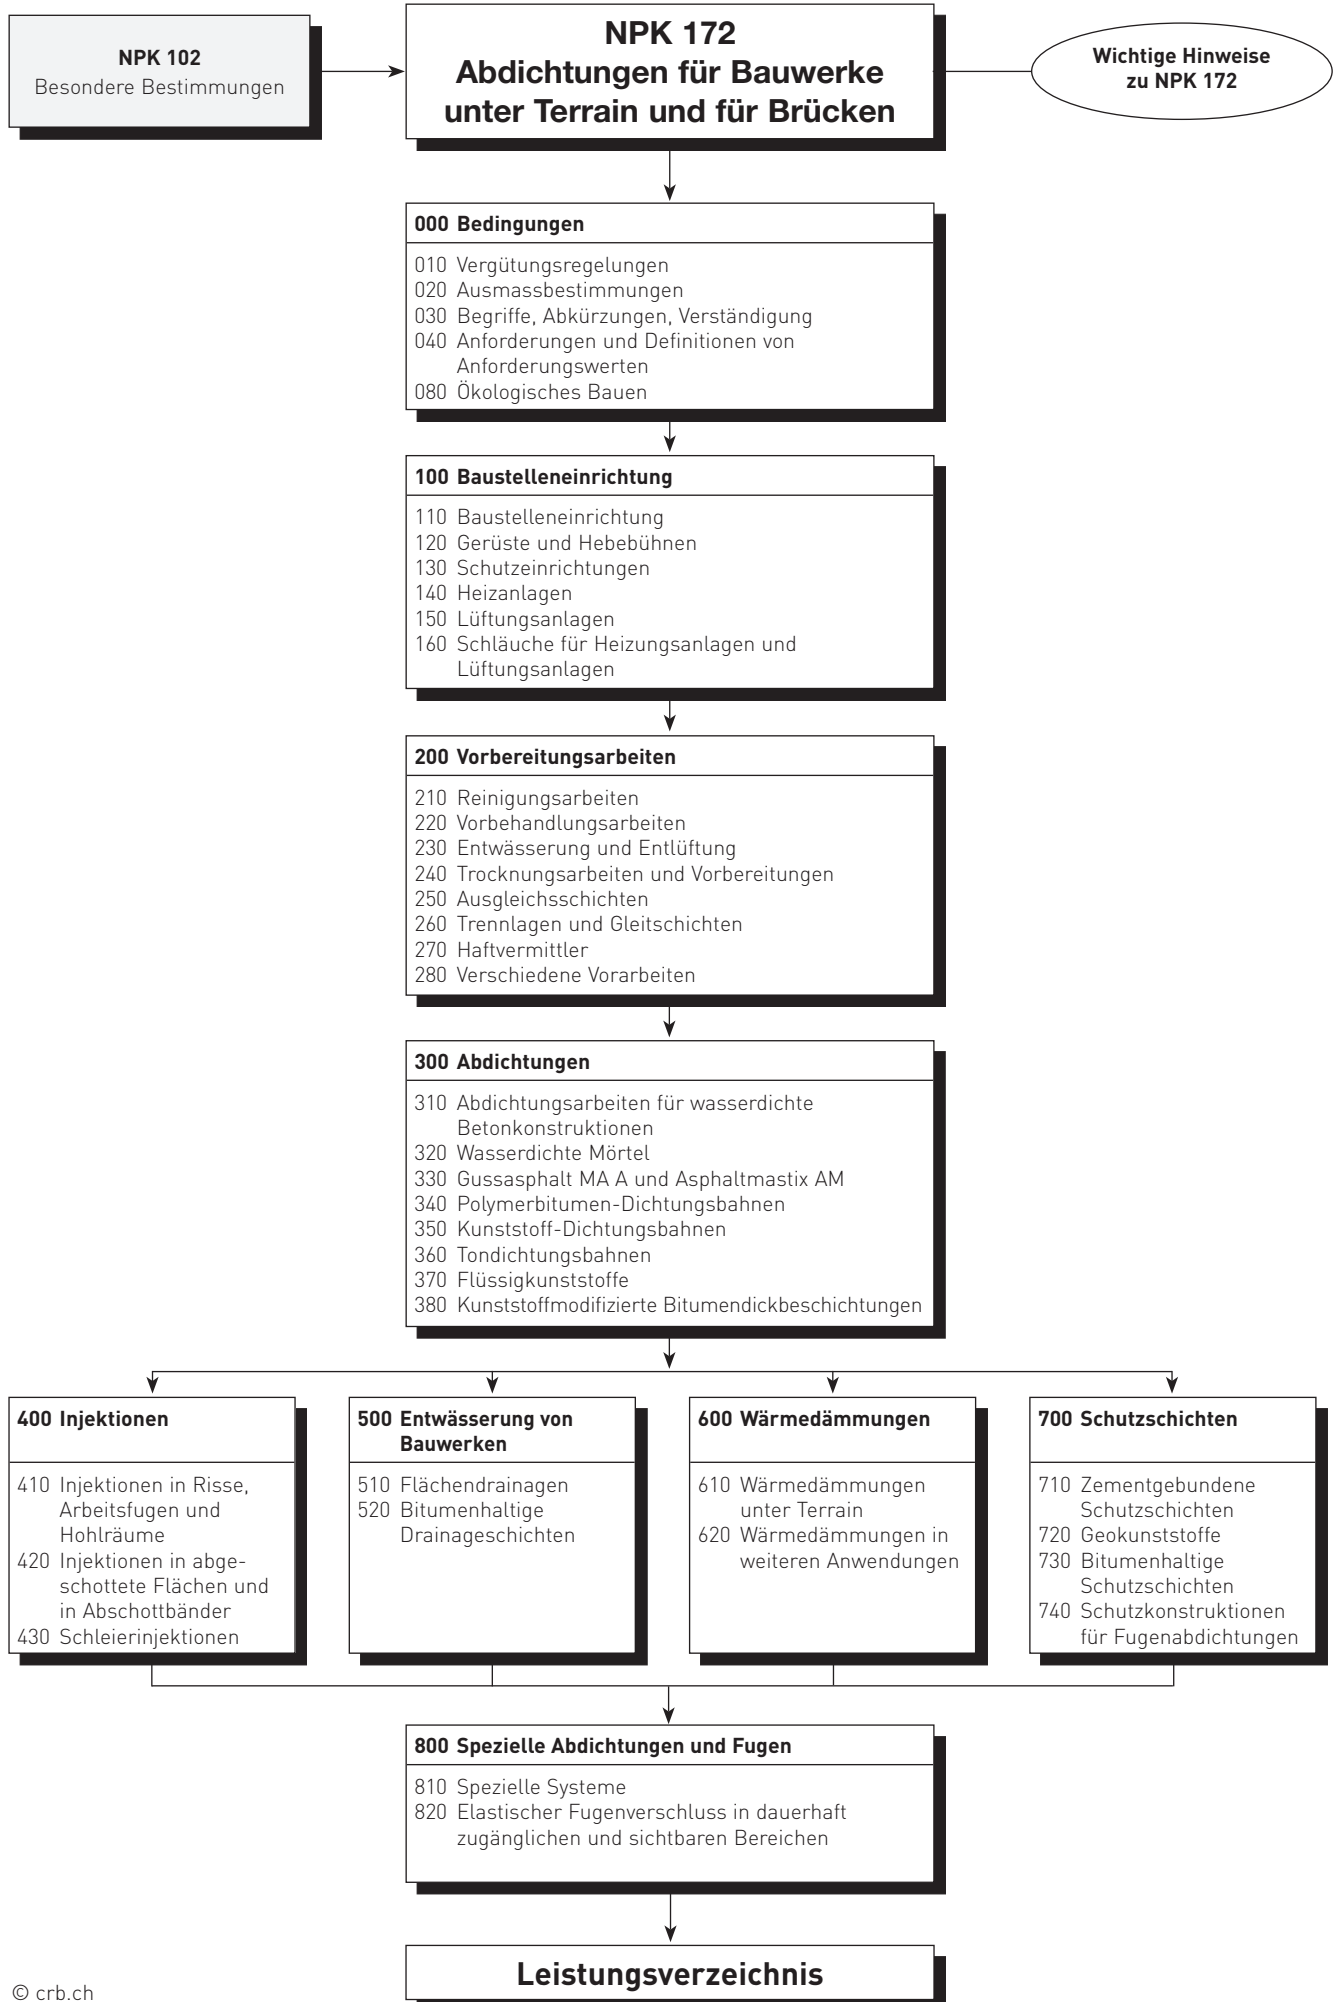 NPK 102
Besondere Bestimmungen
NPK 172
Abdichtungen für Bauwerke
unter Terrain und für Brücken
Wichtige Hinweise
zu NPK 172
000 Bedingungen
010 Vergütungsregelungen
020 Ausmassbestimmungen
030 Begriffe, Abkürzungen, Verständigung
040 Anforderungen und Definitionen von
Anforderungswerten
080 Ökologisches Bauen
100 Baustelleneinrichtung
110 Baustelleneinrichtung
120 Gerüste und Hebebühnen
130 Schutzeinrichtungen
140 Heizanlagen
150 Lüftungsanlagen
160 Schläuche für Heizungsanlagen und
Lüftungsanlagen
200 Vorbereitungsarbeiten
210 Reinigungsarbeiten
220 Vorbehandlungsarbeiten
230 Entwässerung und Entlüftung
240 Trocknungsarbeiten und Vorbereitungen
250 Ausgleichsschichten
260 Trennlagen und Gleitschichten
270 Haftvermittler
280 Verschiedene Vorarbeiten
300 Abdichtungen
310 Abdichtungsarbeiten für wasserdichte
Betonkonstruktionen
320 Wasserdichte Mörtel
330 Gussasphalt MA A und Asphaltmastix AM
340 Polymerbitumen-Dichtungsbahnen
350 Kunststoff-Dichtungsbahnen
360 Tondichtungsbahnen
370 Flüssigkunststoffe
380 Kunststoffmodifizierte Bitumendickbeschichtungen
400 Injektionen
410 Injektionen in Risse,
Arbeitsfugen und
Hohlräume
420 Injektionen in abge-
schottete Flächen und
in Abschottbänder
430 Schleierinjektionen
500 Entwässerung von
Bauwerken
510 Flächendrainagen
520 Bitumenhaltige
Drainageschichten
600 Wärmedämmungen
610 Wärmedämmungen
unter Terrain
620 Wärmedämmungen in
weiteren Anwendungen
700 Schutzschichten
710 Zementgebundene
Schutzschichten
720 Geokunststoffe
730 Bitumenhaltige
Schutzschichten
740 Schutzkonstruktionen
für Fugenabdichtungen
800 Spezielle Abdichtungen und Fugen
810 Spezielle Systeme
820 Elastischer Fugenverschluss in dauerhaft
zugänglichen und sichtbaren Bereichen
Leistungsverzeichnis
© crb.ch